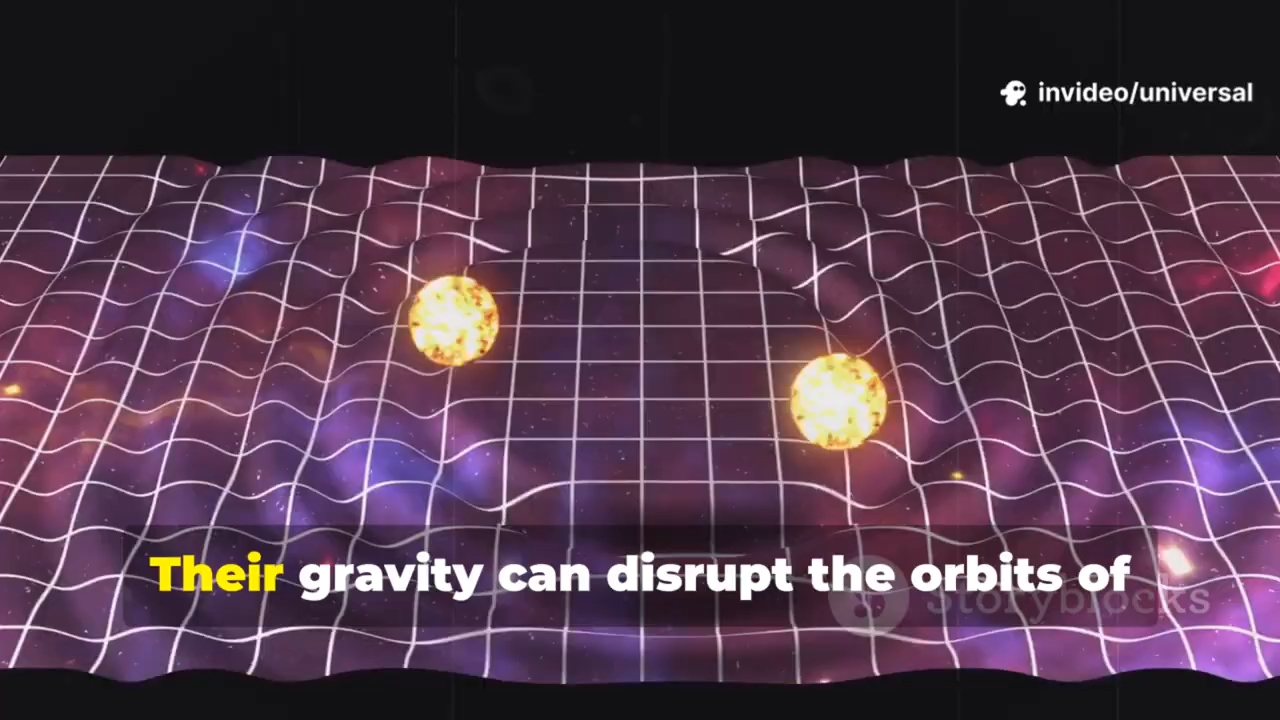 invideo/universal
Their gravity can disrupt the orbits of
Storyblocks